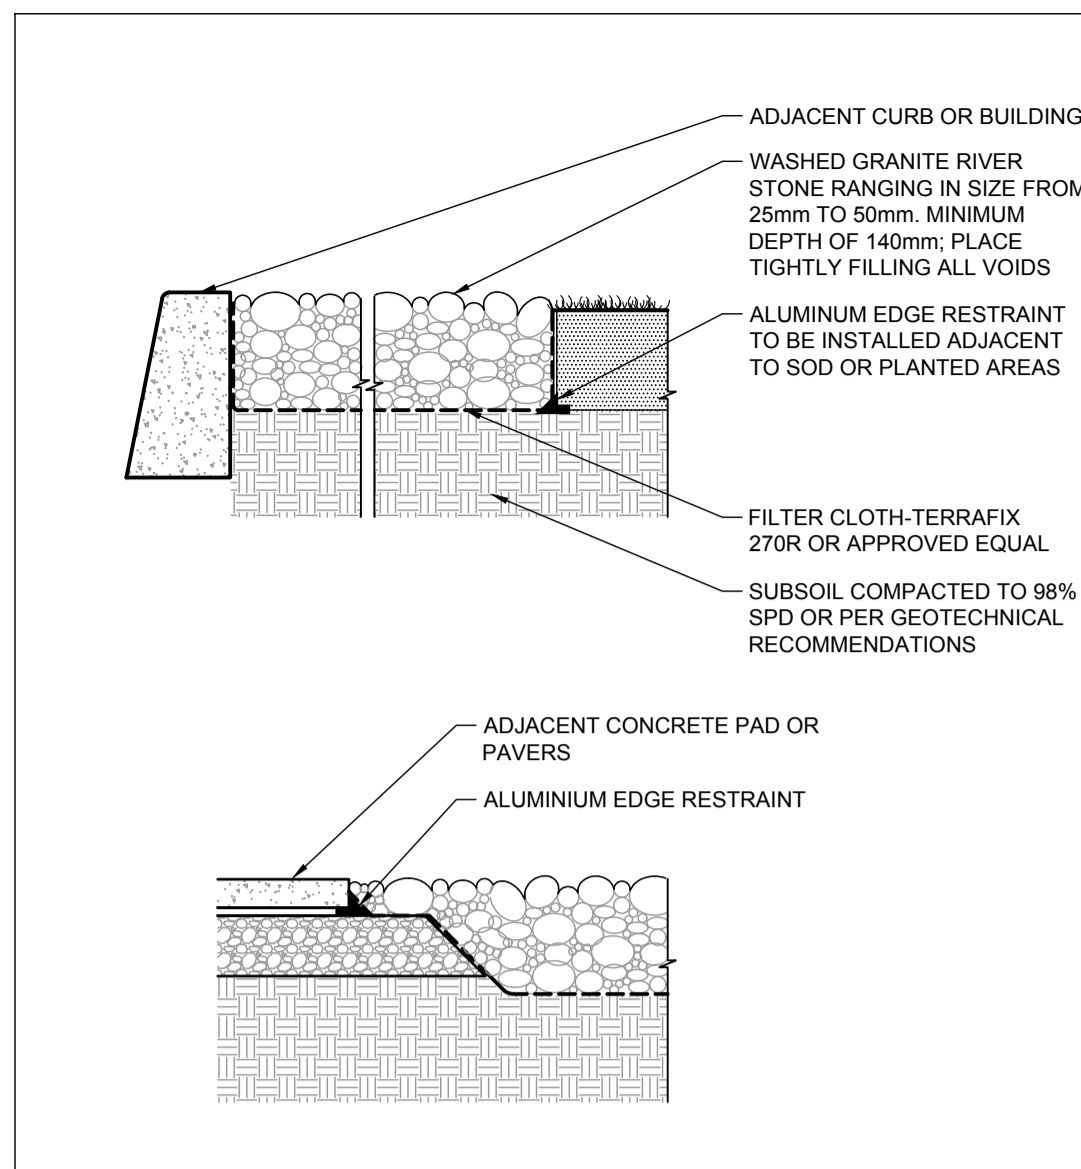 ADJACENT CURB OR BUILDING
WASHED GRANITE RIVER
STONE RANGING IN SIZE FROM
25mm TO 50mm. MINIMUM
DEPTH OF 140mm; PLACE
TIGHTLY FILLING ALL VOIDS
ALUMINUM EDGE RESTRAINT
TO BE INSTALLED ADJACENT
TO SOD OR PLANTED AREAS
FILTER CLOTH-TERRAFIX
270R OR APPROVED EQUAL
SUBSOIL COMPACTED TO 98%
SPD OR PER GEOTECHNICAL
RECOMMENDATIONS
ADJACENT CONCRETE PAD OR
PAVERS
ALUMINIUM EDGE RESTRAINT